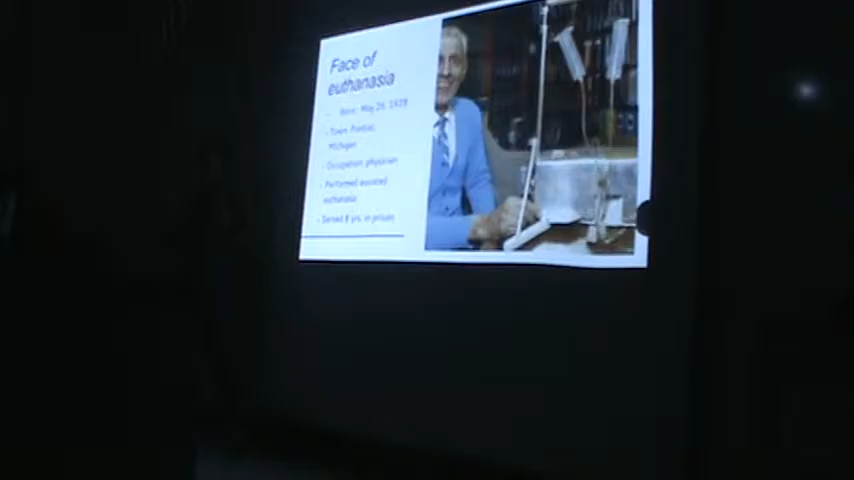 Face of
euthanasia
- Born: May 26, 1928
- Town: Pontiac,
Michigan
- Occupation: physician
- Performed assisted
euthanasia
- Served 8 yrs. in prison